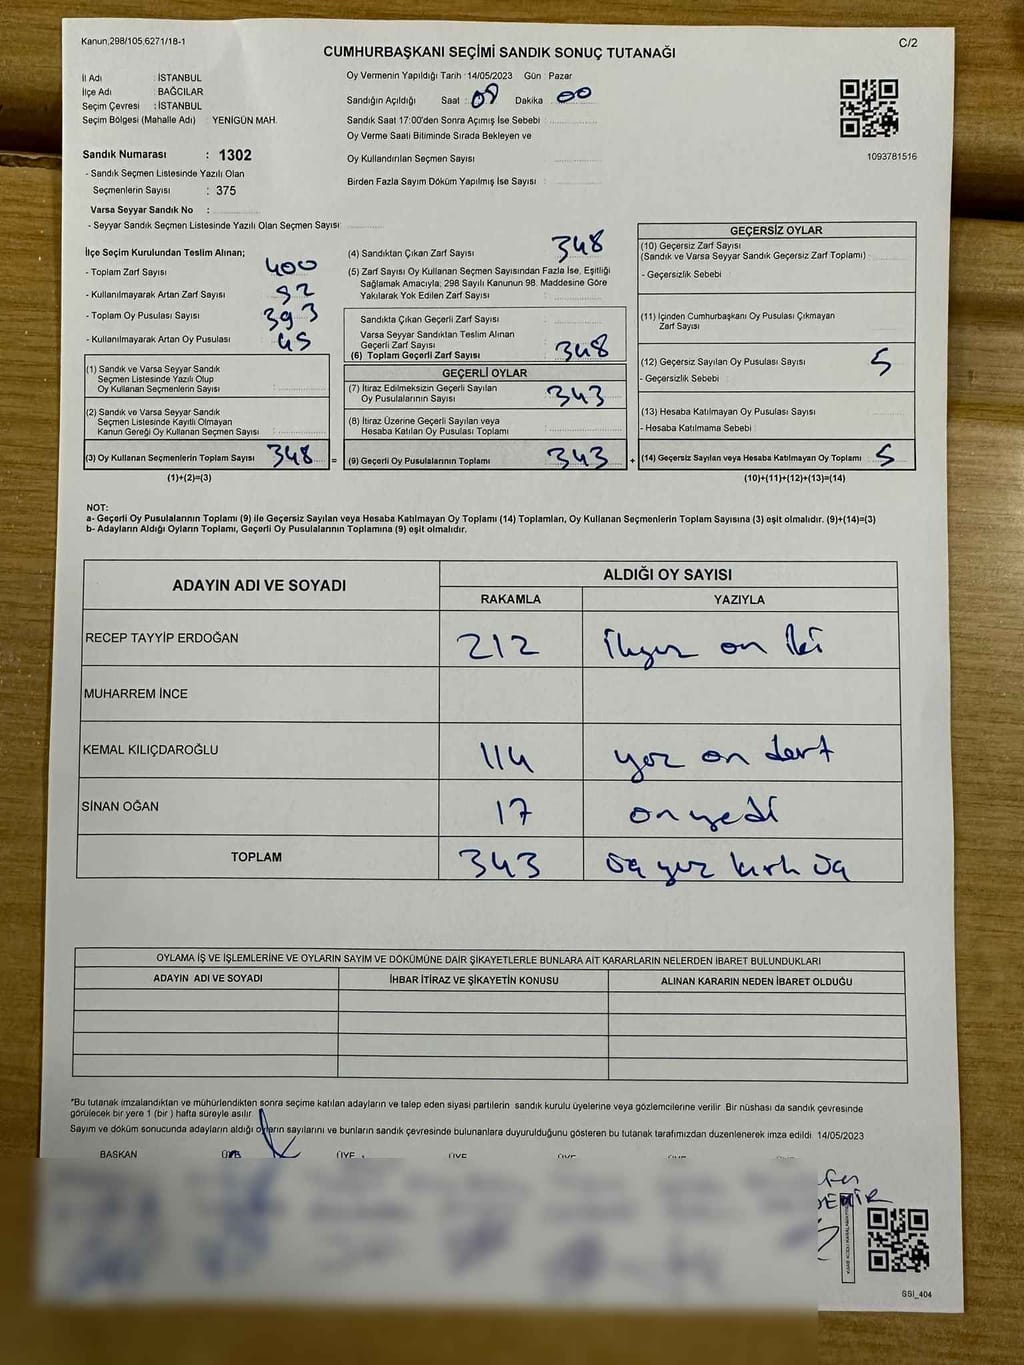 Kanun,298/105,6271/18-1
C/2
CUMHURBAŞKANI SEÇİMİ SANDIK SONUÇ TUTANAĞI
İl Adı : İSTANBUL
İlçe Adı : BAĞCILAR
Seçim Çevresi : İSTANBUL
Seçim Bölgesi (Mahalle Adı) YENİGÜN MAH.
Oy Vermenin Yapıldığı Tarih : 14/05/2023 Gün : Pazar
Sandığın Açıldığı Saat : 08 Dakika : 00
Sandık Saat 17:00'den Sonra Açımış İse Sebebi :
Oy Verme Saati Bitiminde Sırada Bekleyen ve
Oy Kullandırılan Seçmen Sayısı
Birden Fazla Sayım Döküm Yapılmış İse Sayısı :
1093781516
Sandık Numarası : 1302
- Sandık Seçmen Listesinde Yazılı Olan
Seçmenlerin Sayısı : 375
Varsa Seyyar Sandık No :
- Seyyar Sandık Seçmen Listesinde Yazılı Olan Seçmen Sayısı:
İlçe Seçim Kurulundan Teslim Alınan;
- Toplam Zarf Sayısı : 400
- Kullanılmayarak Artan Zarf Sayısı : 52
- Toplam Oy Pusulası Sayısı : 393
- Kullanılmayarak Artan Oy Pusulası : 45
(1) Sandık ve Varsa Seyyar Sandık
Seçmen Listesinde Yazılı Olup
Oy Kullanan Seçmenlerin Sayısı :
(2) Sandık ve Varsa Seyyar Sandık
Seçmen Listesinde Kayıtlı Olmayan
Kanun Gereği Oy Kullanan Seçmen Sayısı :
(3) Oy Kullanan Seçmenlerin Toplam Sayısı : 348 =
(1)+(2)=(3)
(4) Sandıktan Çıkan Zarf Sayısı : 348
(5) Zarf Sayısı Oy Kullanan Seçmen Sayısından Fazla İse, Eşitliği
Sağlamak Amacıyla, 298 Sayılı Kanunun 98. Maddesine Göre
Yakılarak Yok Edilen Zarf Sayısı :
Sandıkta Çıkan Geçerli Zarf Sayısı :
Varsa Seyyar Sandıktan Teslim Alınan
Geçerli Zarf Sayısı :
(6) Toplam Geçerli Zarf Sayısı : 348
GEÇERLİ OYLAR
(7) İtiraz Edilmeksizin Geçerli Sayılan
Oy Pusulalarının Sayısı : 343
(8) İtiraz Üzerine Geçerli Sayılan veya
Hesaba Katılan Oy Pusulası Toplamı :
(9) Geçerli Oy Pusulalarının Toplamı : 343 +
GEÇERSİZ OYLAR
(10) Geçersiz Zarf Sayısı
(Sandık ve Varsa Seyyar Sandık Geçersiz Zarf Toplamı) :
- Geçersizlik Sebebi :
(11) İçinden Cumhurbaşkanı Oy Pusulası Çıkmayan
Zarf Sayısı :
(12) Geçersiz Sayılan Oy Pusulası Sayısı : 5
- Geçersizlik Sebebi :
(13) Hesaba Katılmayan Oy Pusulası Sayısı :
- Hesaba Katılmama Sebebi :
(14) Geçersiz Sayılan veya Hesaba Katılmayan Oy Toplamı : 5
(10)+(11)+(12)+(13)=(14)
NOT:
a- Geçerli Oy Pusulalarının Toplamı (9) ile Geçersiz Sayılan veya Hesaba Katılmayan Oy Toplamı (14) Toplamları, Oy Kullanan Seçmenlerin Toplam Sayısına (3) eşit olmalıdır. (9)+(14)=(3)
b- Adayların Aldığı Oyların Toplamı, Geçerli Oy Pusulalarının Toplamına (9) eşit olmalıdır.
ADAYIN ADI VE SOYADI
ALDIĞI OY SAYISI
RAKAMLA YAZIYLA
RECEP TAYYİP ERDOĞAN 212 ikiyüz on iki
MUHARREM İNCE
KEMAL KILIÇDAROĞLU 114 yüz on dört
SİNAN OĞAN 17 on yedi
TOPLAM 343 üç yüz kırk üç
OYLAMA İŞ VE İŞLEMLERİNE VE OYLARIN SAYIM VE DÖKÜMÜNE DAİR ŞİKAYETLERLE BUNLARA AİT KARARLARIN NELERDEN İBARET BULUNDUKLARI
ADAYIN ADI VE SOYADI İHBAR İTİRAZ VE ŞİKAYETİN KONUSU ALINAN KARARIN NEDEN İBARET OLDUĞU
*Bu tutanak imzalandıktan ve mühürlendikten sonra seçime katılan adayların ve talep eden siyasi partilerin sandık kurulu üyelerine veya gözlemcilerine verilir. Bir nüshası da sandık çevresinde
görülecek bir yere 1 (bir ) hafta süreyle asılır.
Sayım ve döküm sonucunda adayların aldığı oyların sayılarını ve bunların sandık çevresinde bulunanlara duyurulduğunu gösteren bu tutanak tarafımızdan düzenlenerek imza edildi 14/05/2023
BAŞKAN ÜYE ÜYE ÜYE ÜYE ÜYE
SSI_404